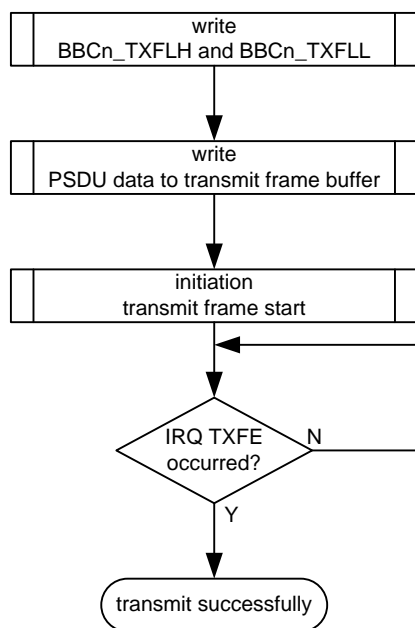 write
BBCn_TXFLH and BBCn_TXFLL
write
PSDU data to transmit frame buffer
initiation
transmit frame start
IRQ TXFE
occurred?
N
Y
transmit successfully